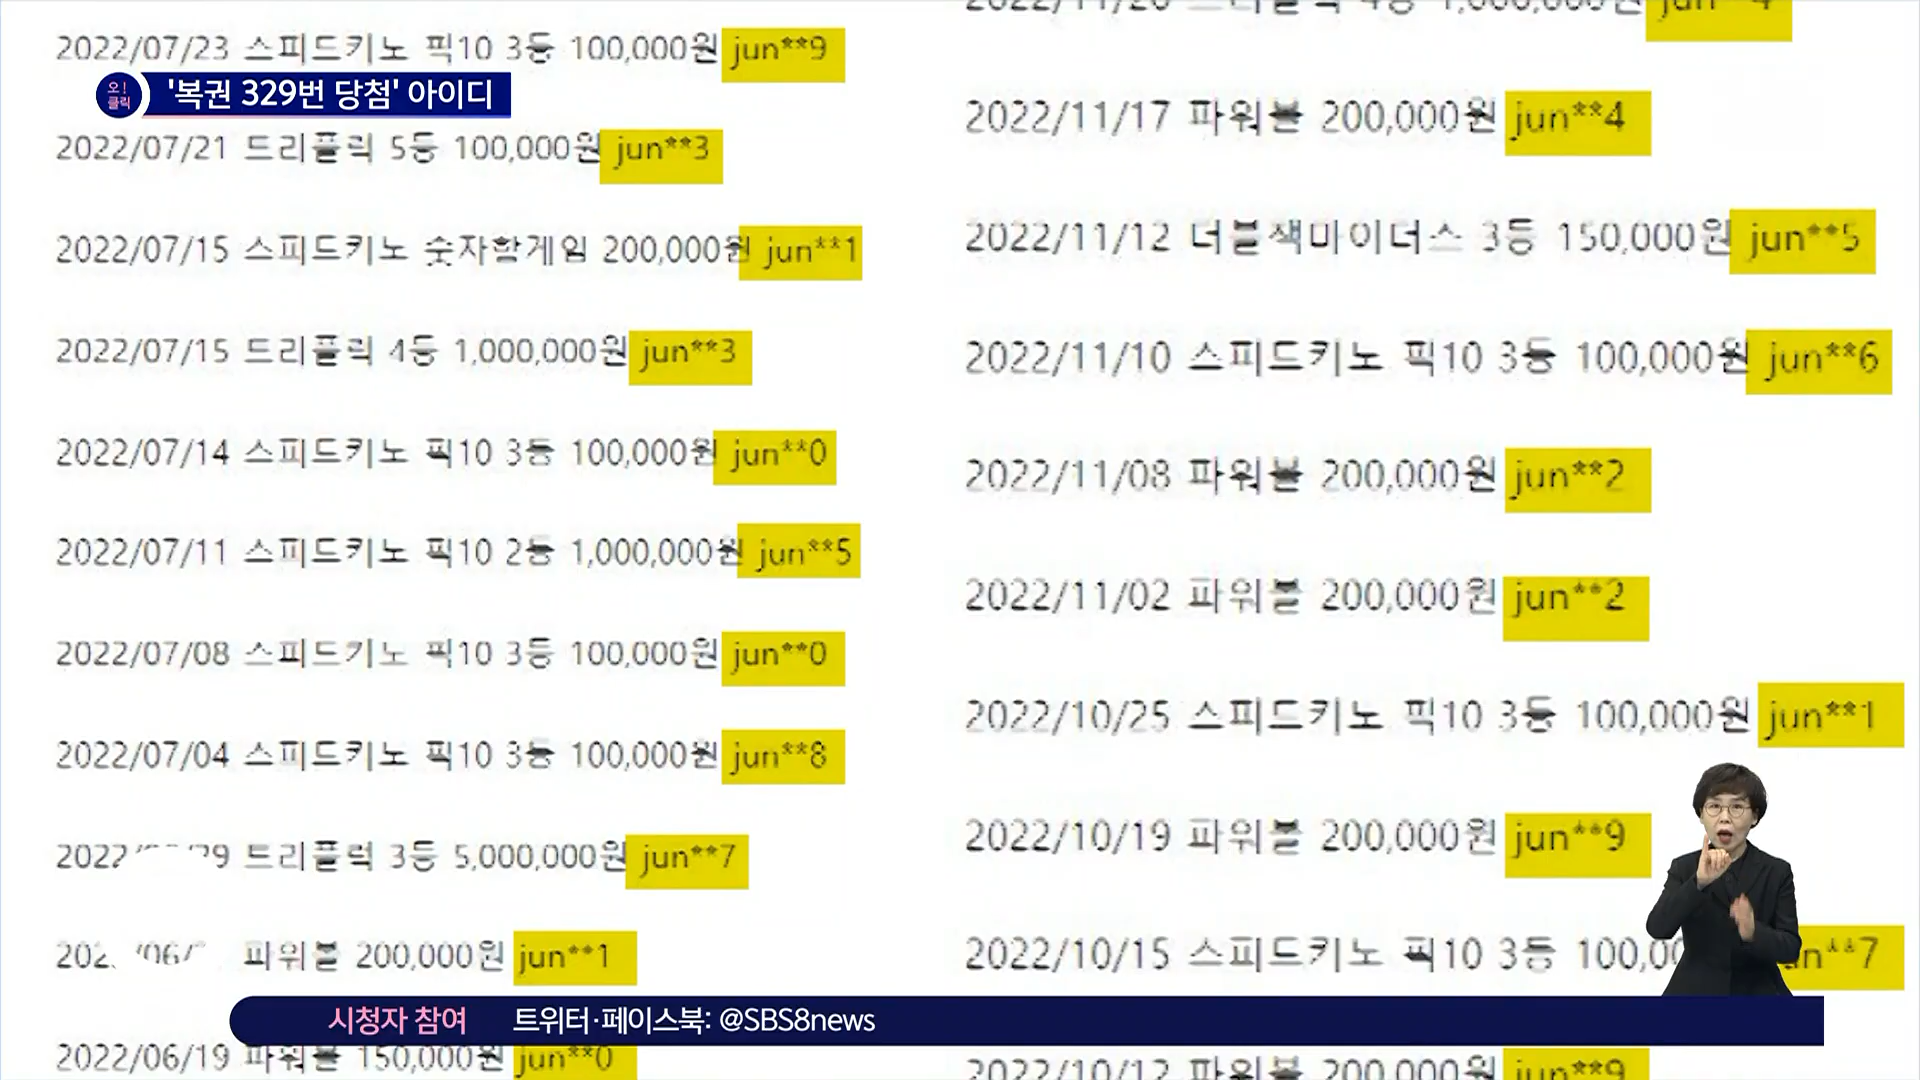 2022/07/23 스피드키노 픽10 3등 100,000원 jun**9
오! 클릭
'복권 329번 당첨' 아이디
2022/07/21 트리플럭 5등 100,000원 jun**3
2022/07/15 스피드키노 숫자합게임 200,000원 jun**1
2022/07/15 트리플럭 4등 1,000,000원 jun**3
2022/07/14 스피드키노 픽10 3등 100,000원 jun**0
2022/07/11 스피드키노 픽10 2등 1,000,000원 jun**5
2022/07/08 스피드키노 픽10 3등 100,000원 jun**0
2022/07/04 스피드키노 픽10 3등 100,000원 jun**8
트리플럭 3등 5,000,000원 jun**7
파워볼 200,000원 jun**1
2022/06/19 파워볼 150,000원 jun**0
2022/11/17 파워볼 200,000원 jun**4
2022/11/12 더블잭마이더스 3등 150,000원 jun**5
2022/11/10 스피드키노 픽10 3등 100,000원 jun**6
2022/11/08 파워볼 200,000원 jun**2
2022/11/02 파워볼 200,000원 jun**2
2022/10/25 스피드키노 픽10 3등 100,000원 jun**1
2022/10/19 파워볼 200,000원 jun**9
2022/10/15 스피드키노 픽10 3등
2022/10/12 파워볼 200,000원 jun**9
시청자 참여 트위터·페이스북: @SBS8news